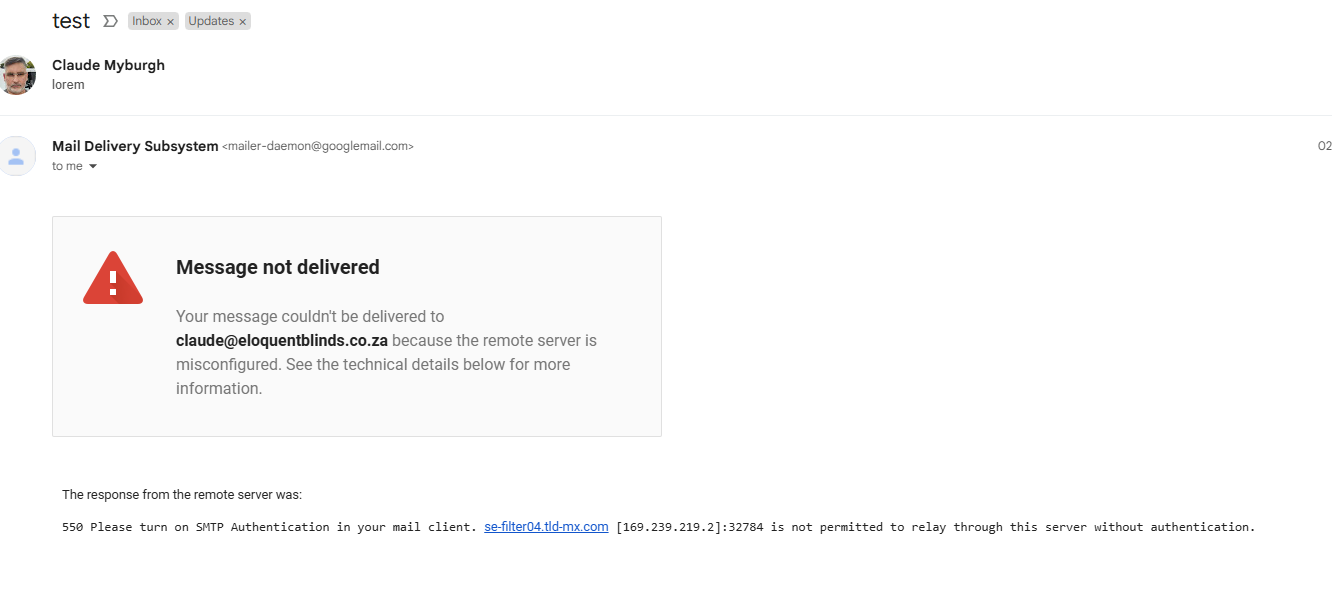 test Inbox × Updates ×
Claude Myburgh
lorem
Mail Delivery Subsystem <mailer-daemon@googlemail.com> 02
to me
Message not delivered
Your message couldn't be delivered to
claude@eloquentblinds.co.za because the remote server is
misconfigured. See the technical details below for more
information.
The response from the remote server was:
550 Please turn on SMTP Authentication in your mail client. se-filter04.tld-mx.com [169.239.219.2]:32784 is not permitted to relay through this server without authentication.